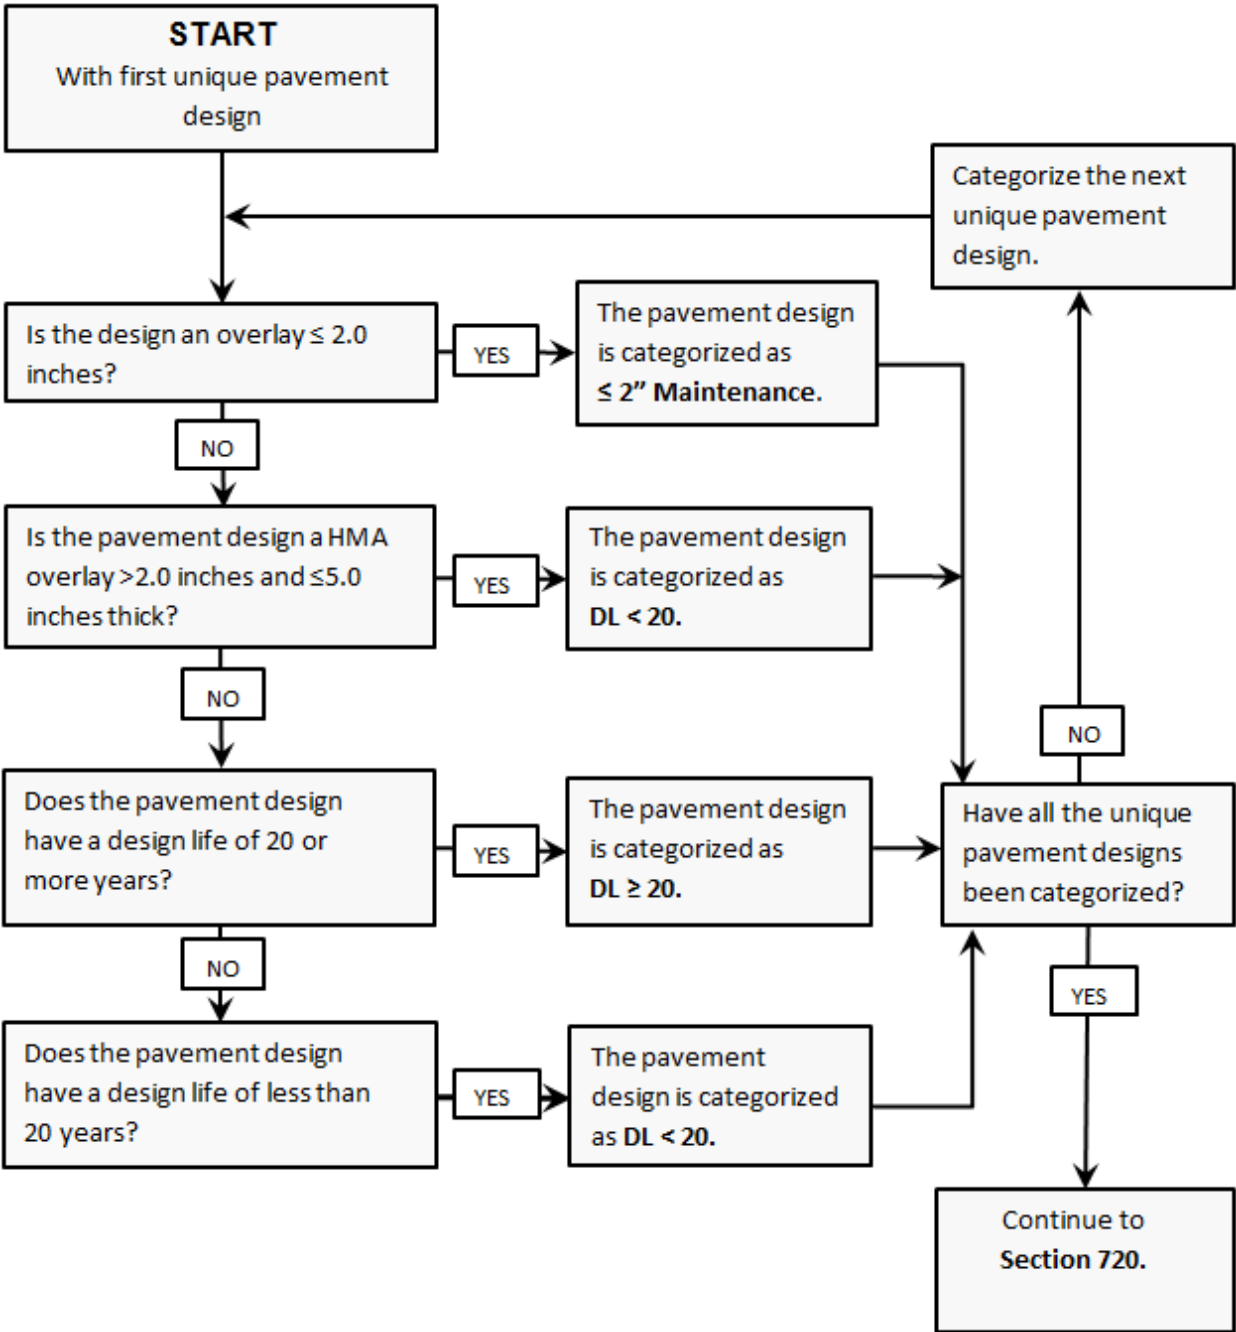 START
With first unique pavement
design
Categorize the next
unique pavement
design.
Is the design an overlay ≤ 2.0
inches?
YES
The pavement design
is categorized as
≤ 2” Maintenance.
NO
Is the pavement design a HMA
overlay >2.0 inches and ≤5.0
inches thick?
YES
The pavement design
is categorized as
DL < 20.
NO
NO
Does the pavement design
have a design life of 20 or
more years?
YES
The pavement design
is categorized as
DL ≥ 20.
Have all the unique
pavement designs
been categorized?
NO
YES
Does the pavement design
have a design life of less than
20 years?
YES
The pavement
design is categorized
as DL < 20.
Continue to
Section 720.